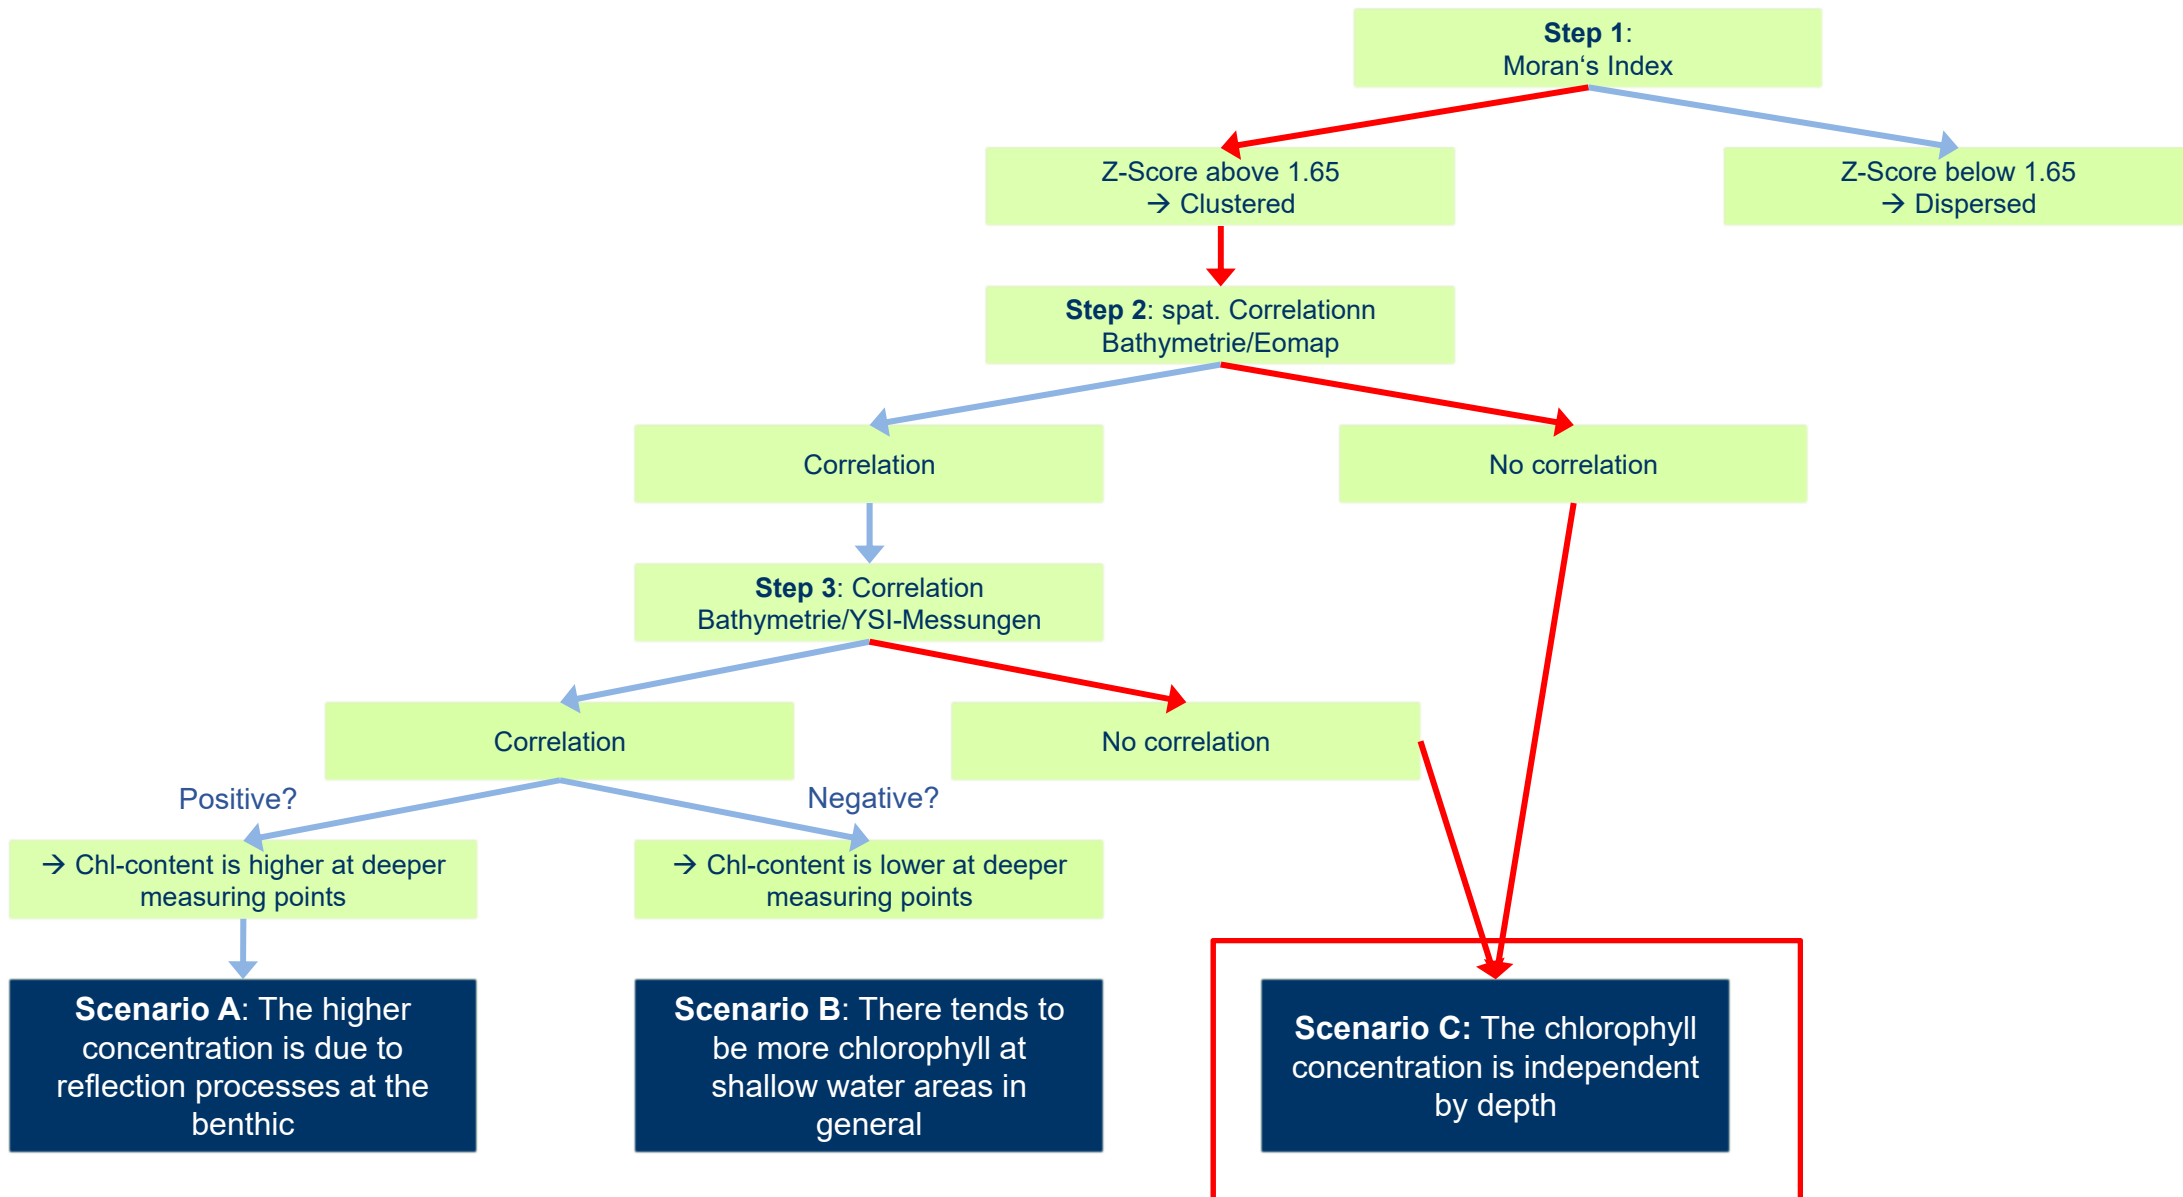 Step 1:
Moran‘s Index
Z-Score above 1.65
→ Clustered
Z-Score below 1.65
→ Dispersed
Step 2: spat. Correlationn
Bathymetrie/Eomap
Correlation
No correlation
Step 3: Correlation
Bathymetrie/YSI-Messungen
Correlation
No correlation
Positive?
Negative?
→ Chl-content is higher at deeper
measuring points
→ Chl-content is lower at deeper
measuring points
Scenario A: The higher
concentration is due to
reflection processes at the
benthic
Scenario B: There tends to
be more chlorophyll at
shallow water areas in
general
Scenario C: The chlorophyll
concentration is independent
by depth